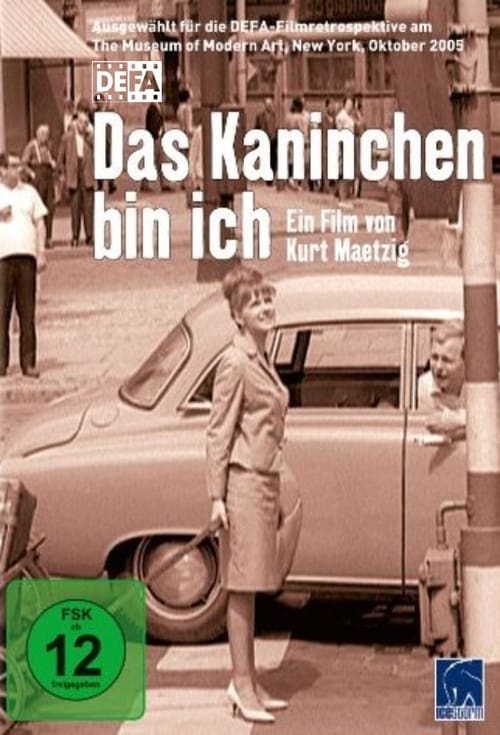 Ausgewählt für die DEFA-Filmretrospektive am
The Museum of Modern Art, New York, Oktober 2005
DEFA
Das Kaninchen
bin ich
Ein Film von
Kurt Maetzig
FSK
ab
12
freigegeben
icestorm